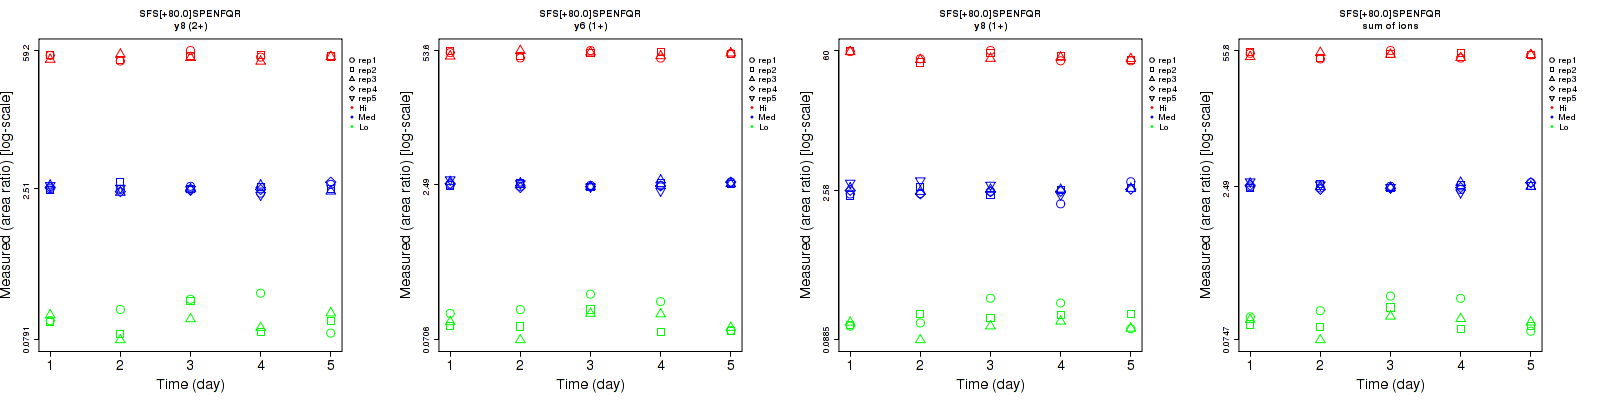 SFS[+80.0]SPENFQR
y8 (2+)
Measured (area ratio) [log-scale]
59.2
2.51
0.0791
1 2 3 4 5
Time (day)
rep1
rep2
rep3
rep4
rep5
Hi
Med
Lo
SFS[+80.0]SPENFQR
y6 (1+)
Measured (area ratio) [log-scale]
53.6
2.49
0.0706
1 2 3 4 5
Time (day)
rep1
rep2
rep3
rep4
rep5
Hi
Med
Lo
SFS[+80.0]SPENFQR
y8 (1+)
Measured (area ratio) [log-scale]
60
2.58
0.0885
1 2 3 4 5
Time (day)
rep1
rep2
rep3
rep4
rep5
Hi
Med
Lo
SFS[+80.0]SPENFQR
sum of ions
Measured (area ratio) [log-scale]
55.8
2.49
0.0747
1 2 3 4 5
Time (day)
rep1
rep2
rep3
rep4
rep5
Hi
Med
Lo